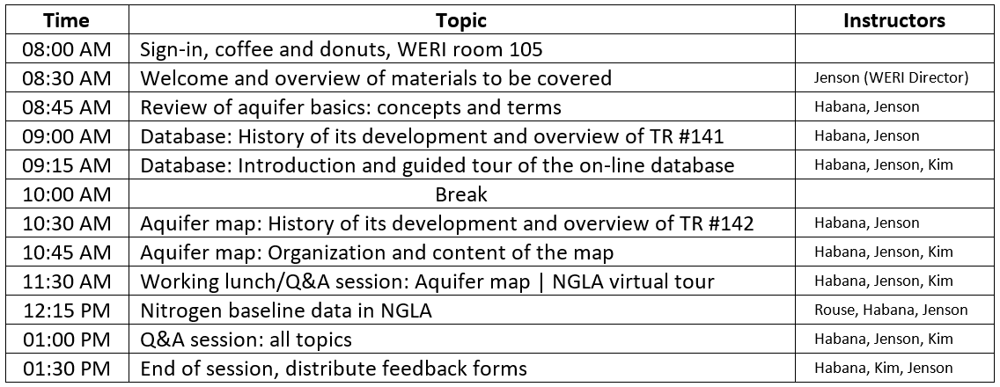 Time Topic Instructors
08:00 AM Sign-in, coffee and donuts, WERI room 105
08:30 AM Welcome and overview of materials to be covered Jenson (WERI Director)
08:45 AM Review of aquifer basics: concepts and terms Habana, Jenson
09:00 AM Database: History of its development and overview of TR #141 Habana, Jenson
09:15 AM Database: Introduction and guided tour of the on-line database Habana, Jenson, Kim
10:00 AM Break
10:30 AM Aquifer map: History of its development and overview of TR #142 Habana, Jenson
10:45 AM Aquifer map: Organization and content of the map Habana, Jenson, Kim
11:30 AM Working lunch/Q&A session: Aquifer map | NGLA virtual tour Habana, Jenson, Kim
12:15 PM Nitrogen baseline data in NGLA Rouse, Habana, Jenson
01:00 PM Q&A session: all topics Habana, Jenson, Kim
01:30 PM End of session, distribute feedback forms Habana, Kim, Jenson